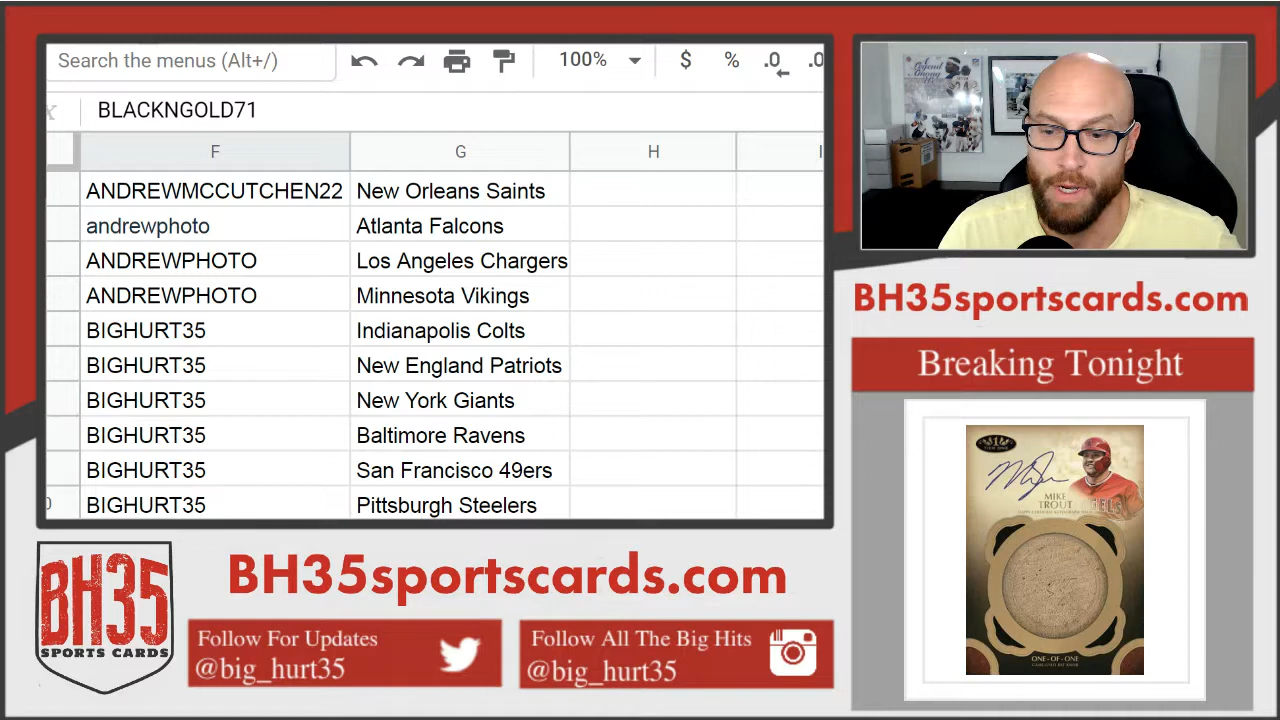 Search the menus (Alt+/)
100%
$ % .0 .0
BLACKNGOLD71
F G H I
ANDREWMCCUTCHEN22 New Orleans Saints
andrewphoto Atlanta Falcons
ANDREWPHOTO Los Angeles Chargers
ANDREWPHOTO Minnesota Vikings
BIGHURT35 Indianapolis Colts
BIGHURT35 New England Patriots
BIGHURT35 New York Giants
BIGHURT35 Baltimore Ravens
BIGHURT35 San Francisco 49ers
0 BIGHURT35 Pittsburgh Steelers
BH35sportscards.com
Breaking Tonight
MIKE
TROUT
ONE-OF-ONE
BH35
SPORTS CARDS
BH35sportscards.com
Follow For Updates
@big_hurt35
Follow All The Big Hits
@big_hurt35